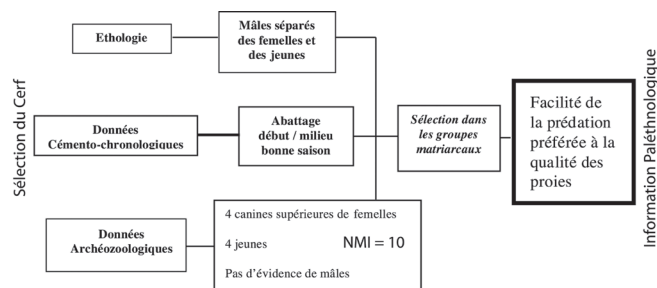 Sélection du Cerf
Ethologie
Mâles séparés
des femelles et
des jeunes
Données
Cémento-chronologiques
Abattage
début / milieu
bonne saison
Sélection dans
les groupes
matriarcaux
Facilité de
la prédation
préférée à la
qualité des
proies
Données
Archéozoologiques
4 canines supérieures de femelles
4 jeunes NMI = 10
Pas d'évidence de mâles
Information Paléthnologique